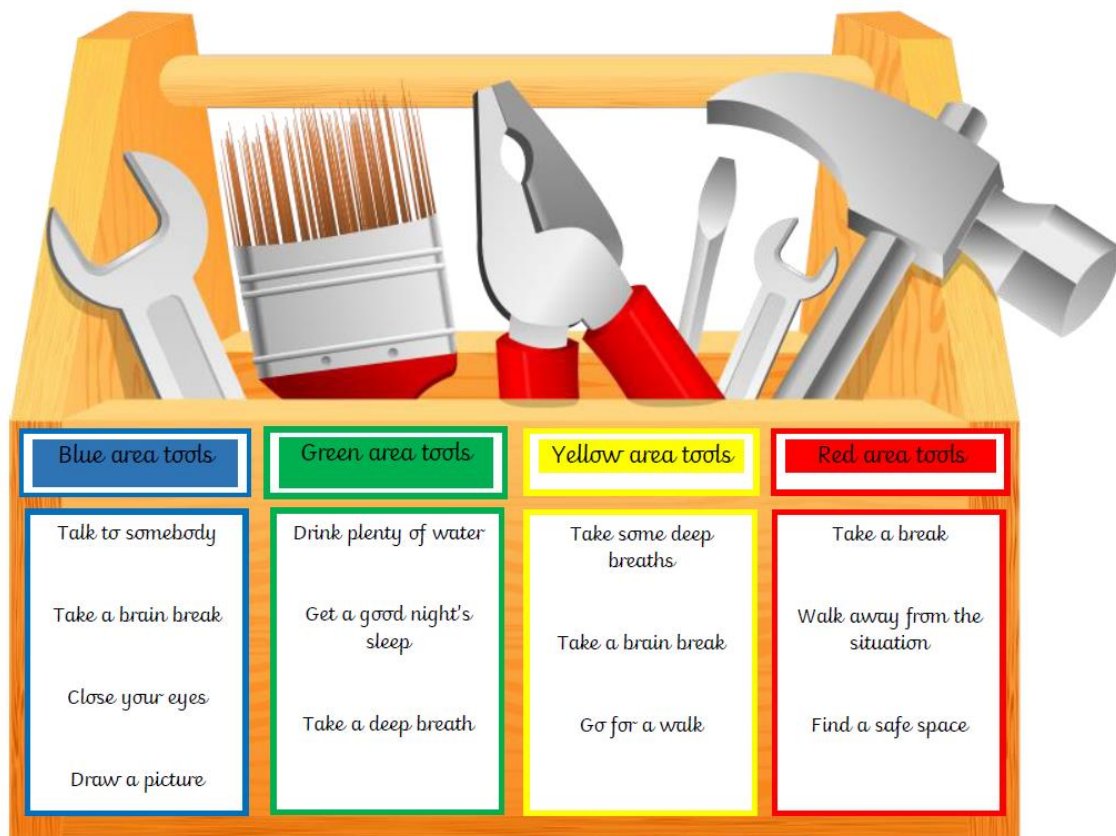 Blue area tools
Talk to somebody
Take a brain break
Close your eyes
Draw a picture
Green area tools
Drink plenty of water
Get a good night's
sleep
Take a deep breath
Yellow area tools
Take some deep
breaths
Take a brain break
Go for a walk
Red area tools
Take a break
Walk away from the
situation
Find a safe space